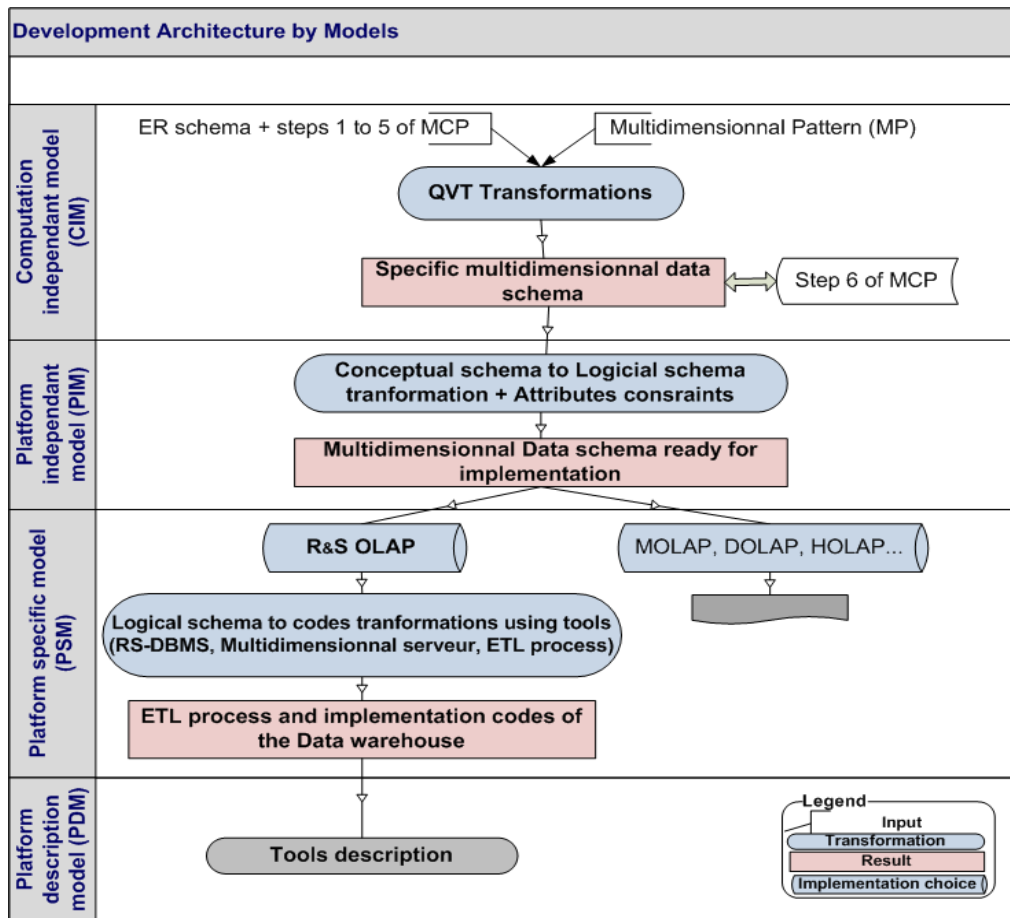 Development Architecture by Models
Computation
independant model
(CIM)
ER schema + steps 1 to 5 of MCP
Multidimensionnal Pattern (MP)
QVT Transformations
Specific multidimensionnal data
schema
Step 6 of MCP
Platform
independant
model (PIM)
Conceptual schema to Logicial schema
tranformation + Attributes consraints
Multidimensionnal Data schema ready for
implementation
Platform specific model
(PSM)
R&S OLAP
MOLAP, DOLAP, HOLAP...
Logical schema to codes tranformations using tools
(RS-DBMS, Multidimensionnal serveur, ETL process)
ETL process and implementation codes of
the Data warehouse
Platform
description
model (PDM)
Tools description
Legend
Input
Transformation
Result
Implementation choice